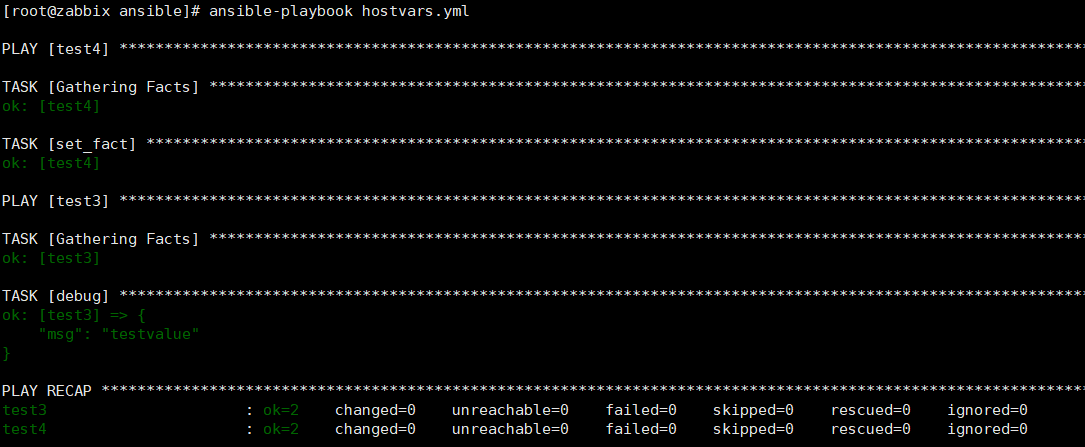 [root@zabbix ansible]# ansible-playbook hostvars.yml
PLAY [test4] ***********************************************************************************************************
TASK [Gathering Facts] *************************************************************************************************
ok: [test4]
TASK [set_fact] ********************************************************************************************************
ok: [test4]
PLAY [test3] ***********************************************************************************************************
TASK [Gathering Facts] *************************************************************************************************
ok: [test3]
TASK [debug] ***********************************************************************************************************
ok: [test3] => {
    "msg": "testvalue"
}
PLAY RECAP *************************************************************************************************************
test3                      : ok=2    changed=0    unreachable=0    failed=0    skipped=0    rescued=0    ignored=0
test4                      : ok=2    changed=0    unreachable=0    failed=0    skipped=0    rescued=0    ignored=0